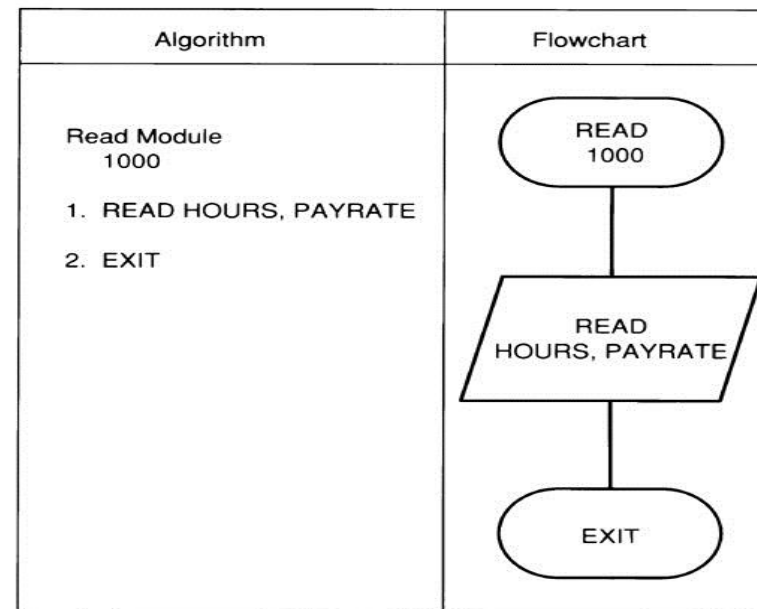 Algorithm
Flowchart
Read Module
1000
1. READ HOURS, PAYRATE
2. EXIT
READ
1000
READ
HOURS, PAYRATE
EXIT